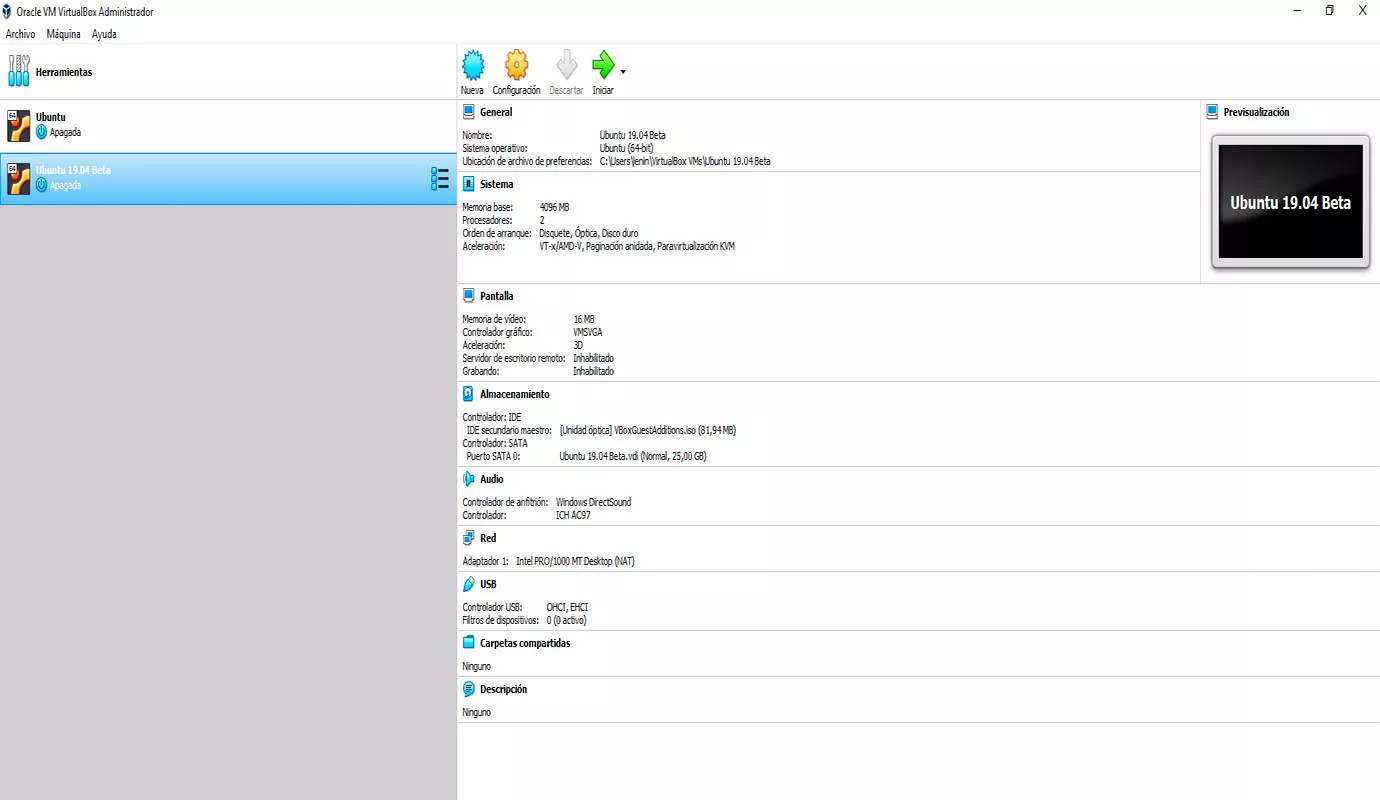 Oracle VM VirtualBox Administrador
Archivo Máquina Ayuda
Herramientas
64
Ubuntu
Apagada
64
Ubuntu 19.04 Beta
Apagada
Nueva Configuración Descartar Iniciar
General
Nombre: Ubuntu 19.04 Beta
Sistema operativo: Ubuntu (64-bit)
Ubicación de archivo de preferencias: C:\Users\lenin\VirtualBox VMs\Ubuntu 19.04 Beta
Sistema
Memoria base: 4096 MB
Procesadores: 2
Orden de arranque: Disquete, Óptica, Disco duro
Aceleración: VT-x/AMD-V, Paginación anidada, Paravirtualización KVM
Previsualización
Ubuntu 19.04 Beta
Pantalla
Memoria de vídeo: 16 MB
Controlador gráfico: VMSVGA
Aceleración: 3D
Servidor de escritorio remoto: Inhabilitado
Grabando: Inhabilitado
Almacenamiento
Controlador: IDE
IDE secundario maestro: [Unidad óptica] VBoxGuestAdditions.iso (81,94 MB)
Controlador: SATA
Puerto SATA 0: Ubuntu 19.04 Beta.vdi (Normal, 25,00 GB)
Audio
Controlador de anfitrión: Windows DirectSound
Controlador: ICH AC97
Red
Adaptador 1: Intel PRO/1000 MT Desktop (NAT)
USB
Controlador USB: OHCI, EHCI
Filtros de dispositivos: 0 (0 activo)
Carpetas compartidas
Ninguno
Descripción
Ninguno